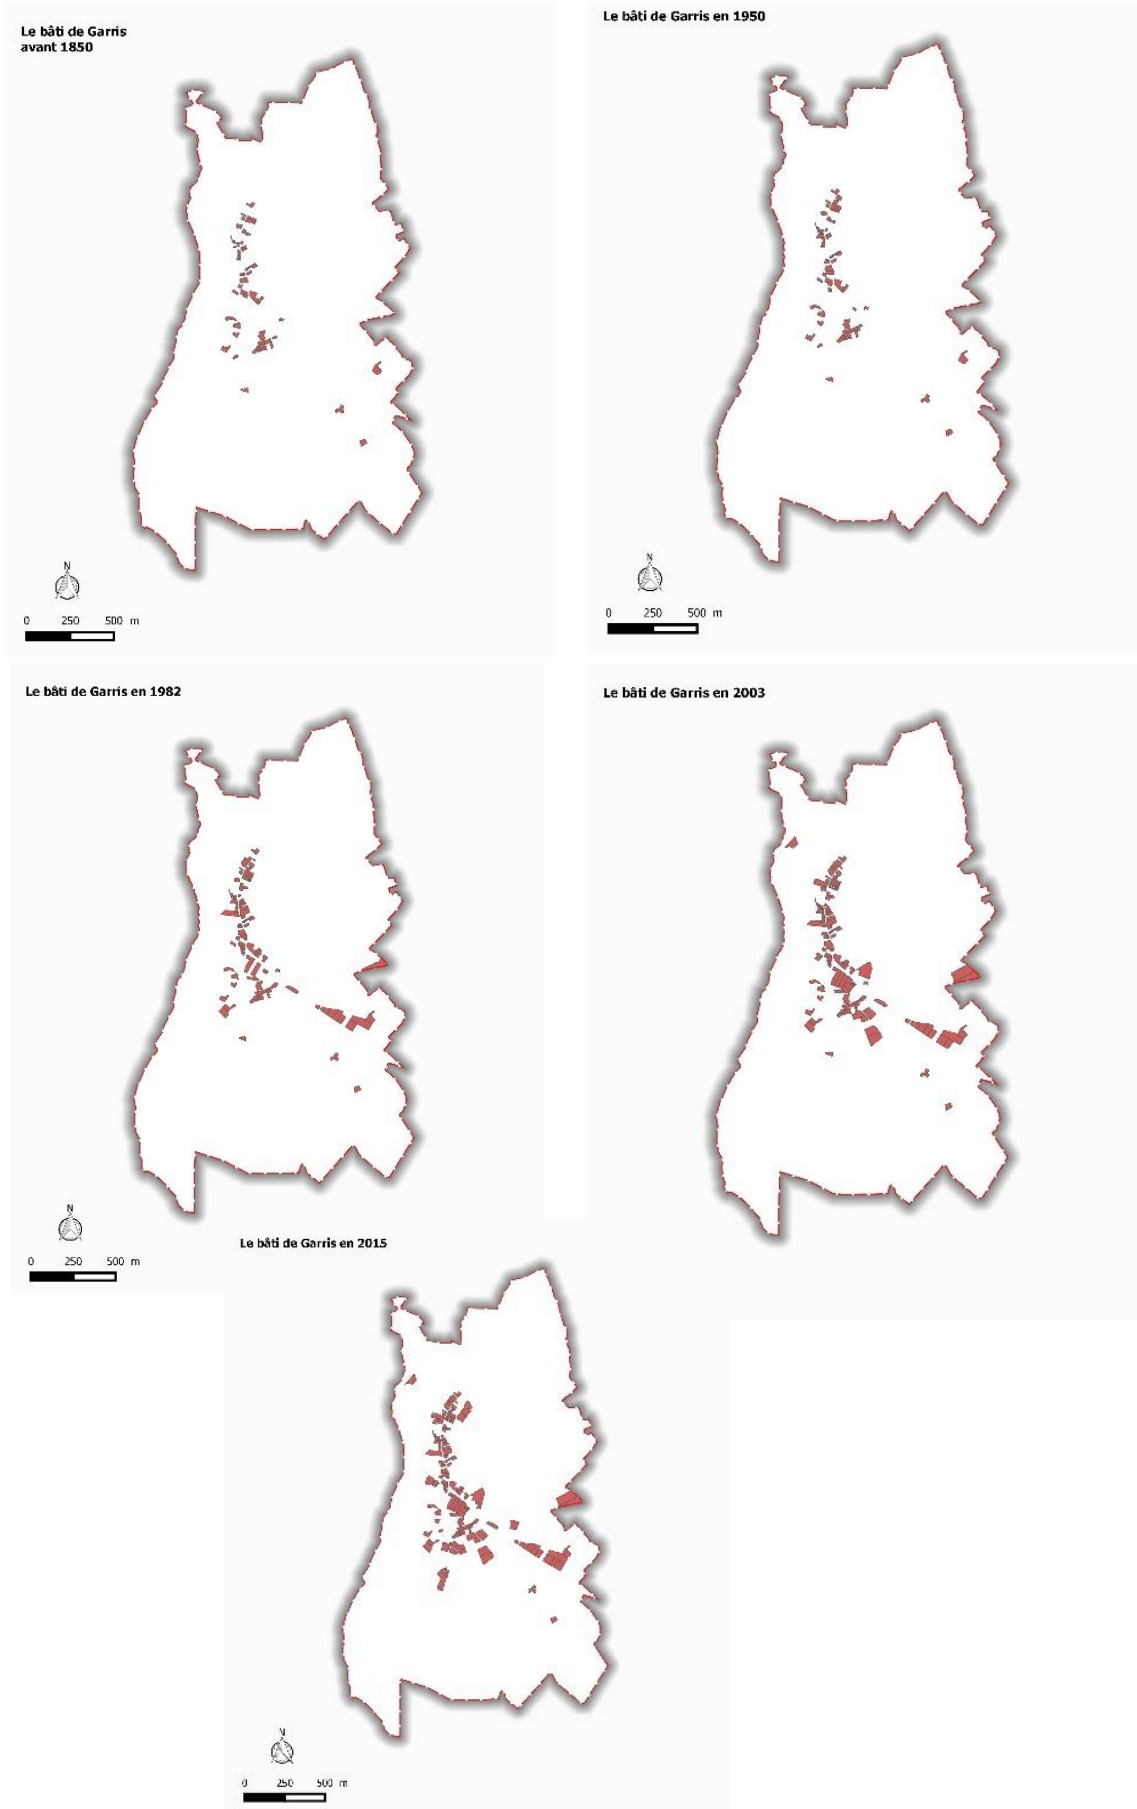 Le bâti de Garris
avant 1850
N
0 250 500 m
Le bâti de Garris en 1950
N
0 250 500 m
Le bâti de Garris en 1982
N
0 250 500 m
Le bâti de Garris en 2003
Le bâti de Garris en 2015
N
0 250 500 m